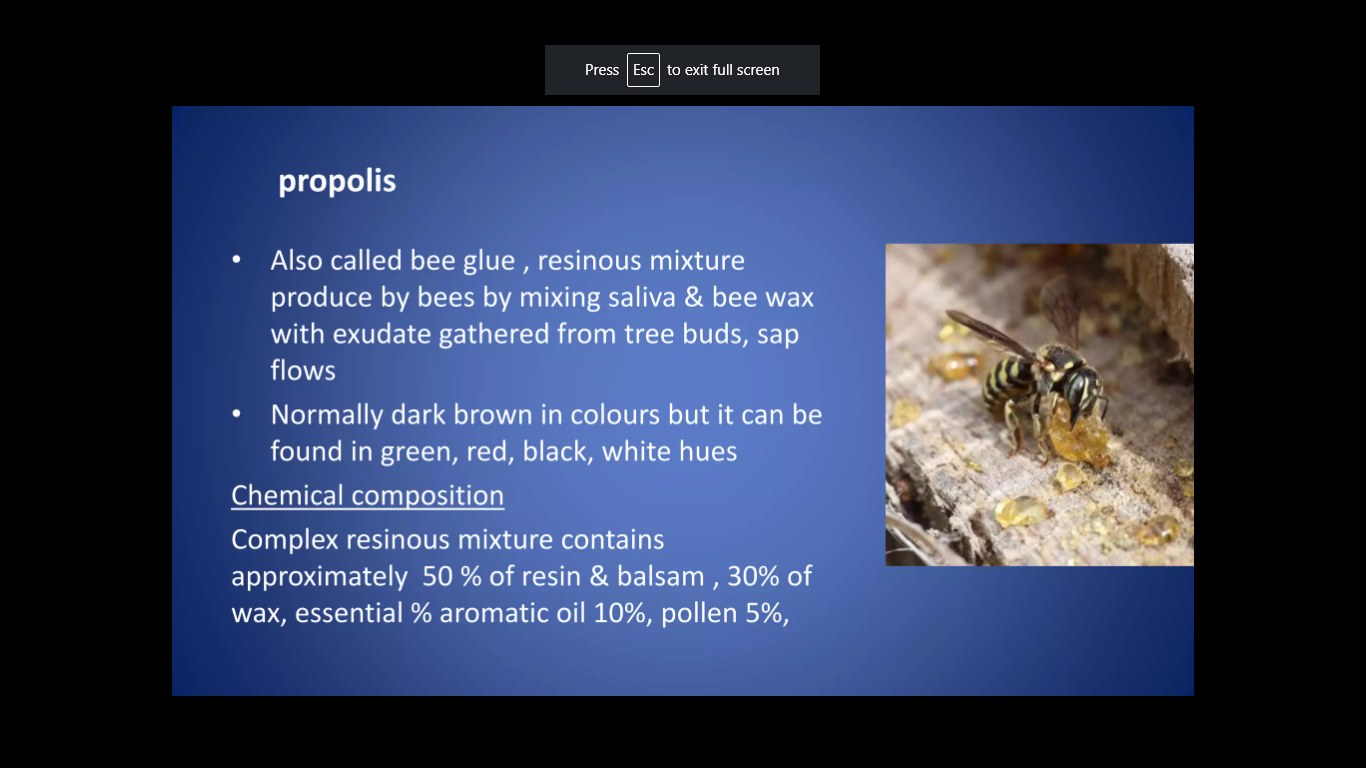 Press Esc to exit full screen
propolis
• Also called bee glue , resinous mixture
produce by bees by mixing saliva & bee wax
with exudate gathered from tree buds, sap
flows
• Normally dark brown in colours but it can be
found in green, red, black, white hues
Chemical composition
Complex resinous mixture contains
approximately  50 % of resin & balsam , 30% of
wax, essential % aromatic oil 10%, pollen 5%,